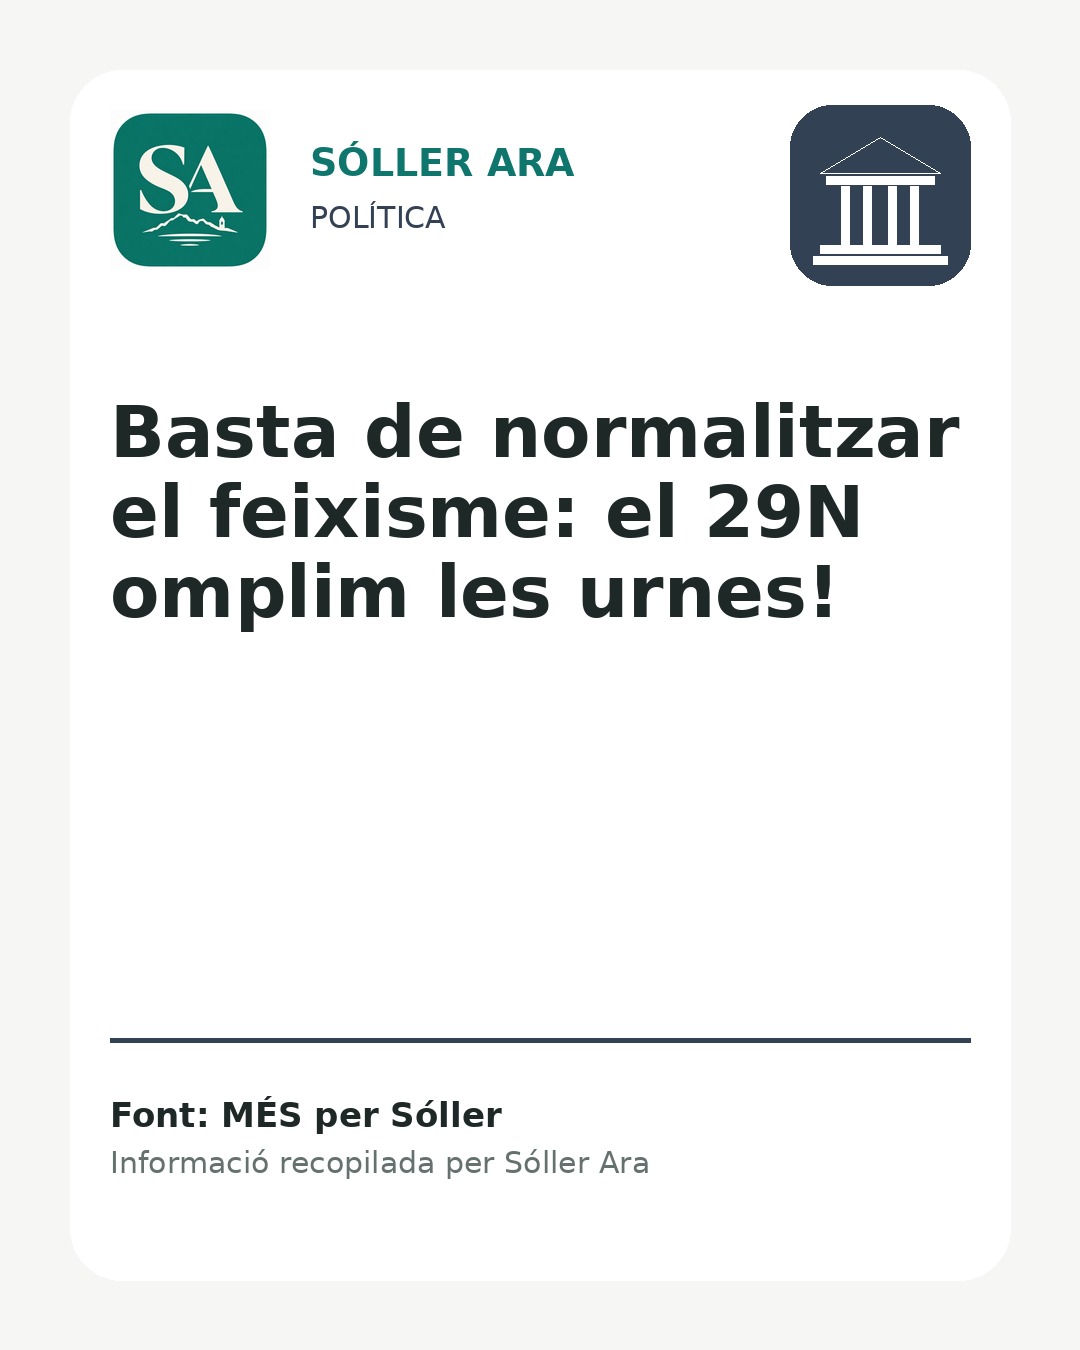 SA
SÓLLER ARA
POLÍTICA
Basta de normalitzar
el feixisme: el 29N
omplim les urnes!
Font: MÉS per Sóller
Informació recopilada per Sóller Ara